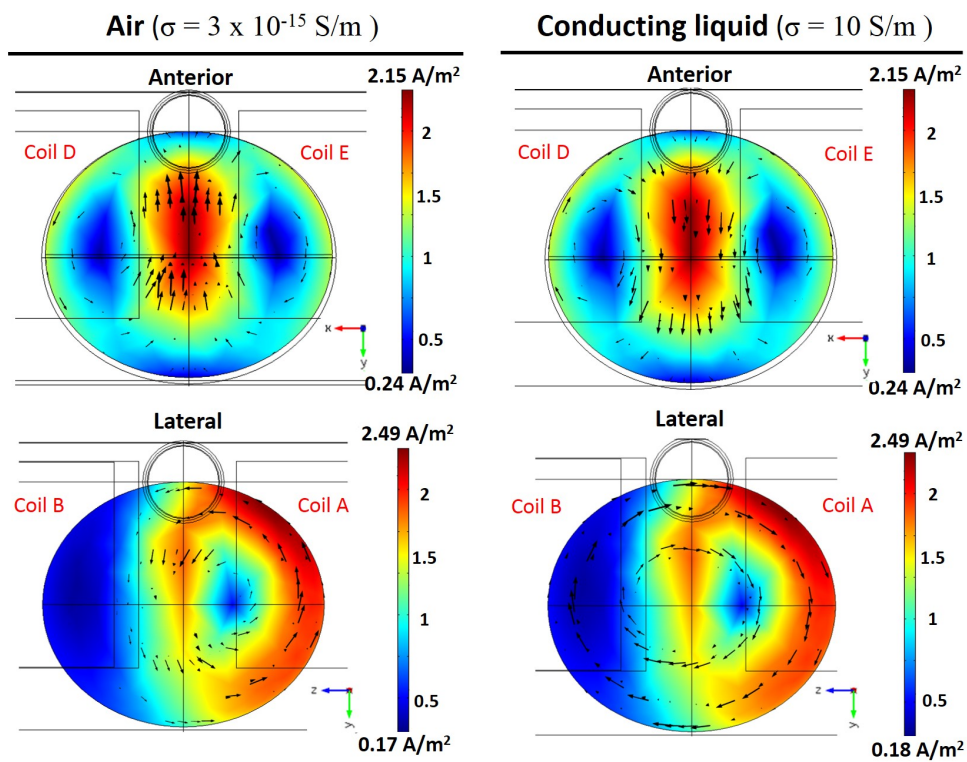 Air (σ = 3 x 10⁻¹⁵ S/m )
Conducting liquid (σ = 10 S/m )
Anterior
2.15 A/m²
Coil D
Coil E
2
1.5
1
0.5
x
y
0.24 A/m²
Anterior
2.15 A/m²
Coil D
Coil E
2
1.5
1
0.5
x
y
0.24 A/m²
Lateral
2.49 A/m²
Coil B
Coil A
2
1.5
1
0.5
z
y
0.17 A/m²
Lateral
2.49 A/m²
Coil B
Coil A
2
1.5
1
0.5
z
y
0.18 A/m²